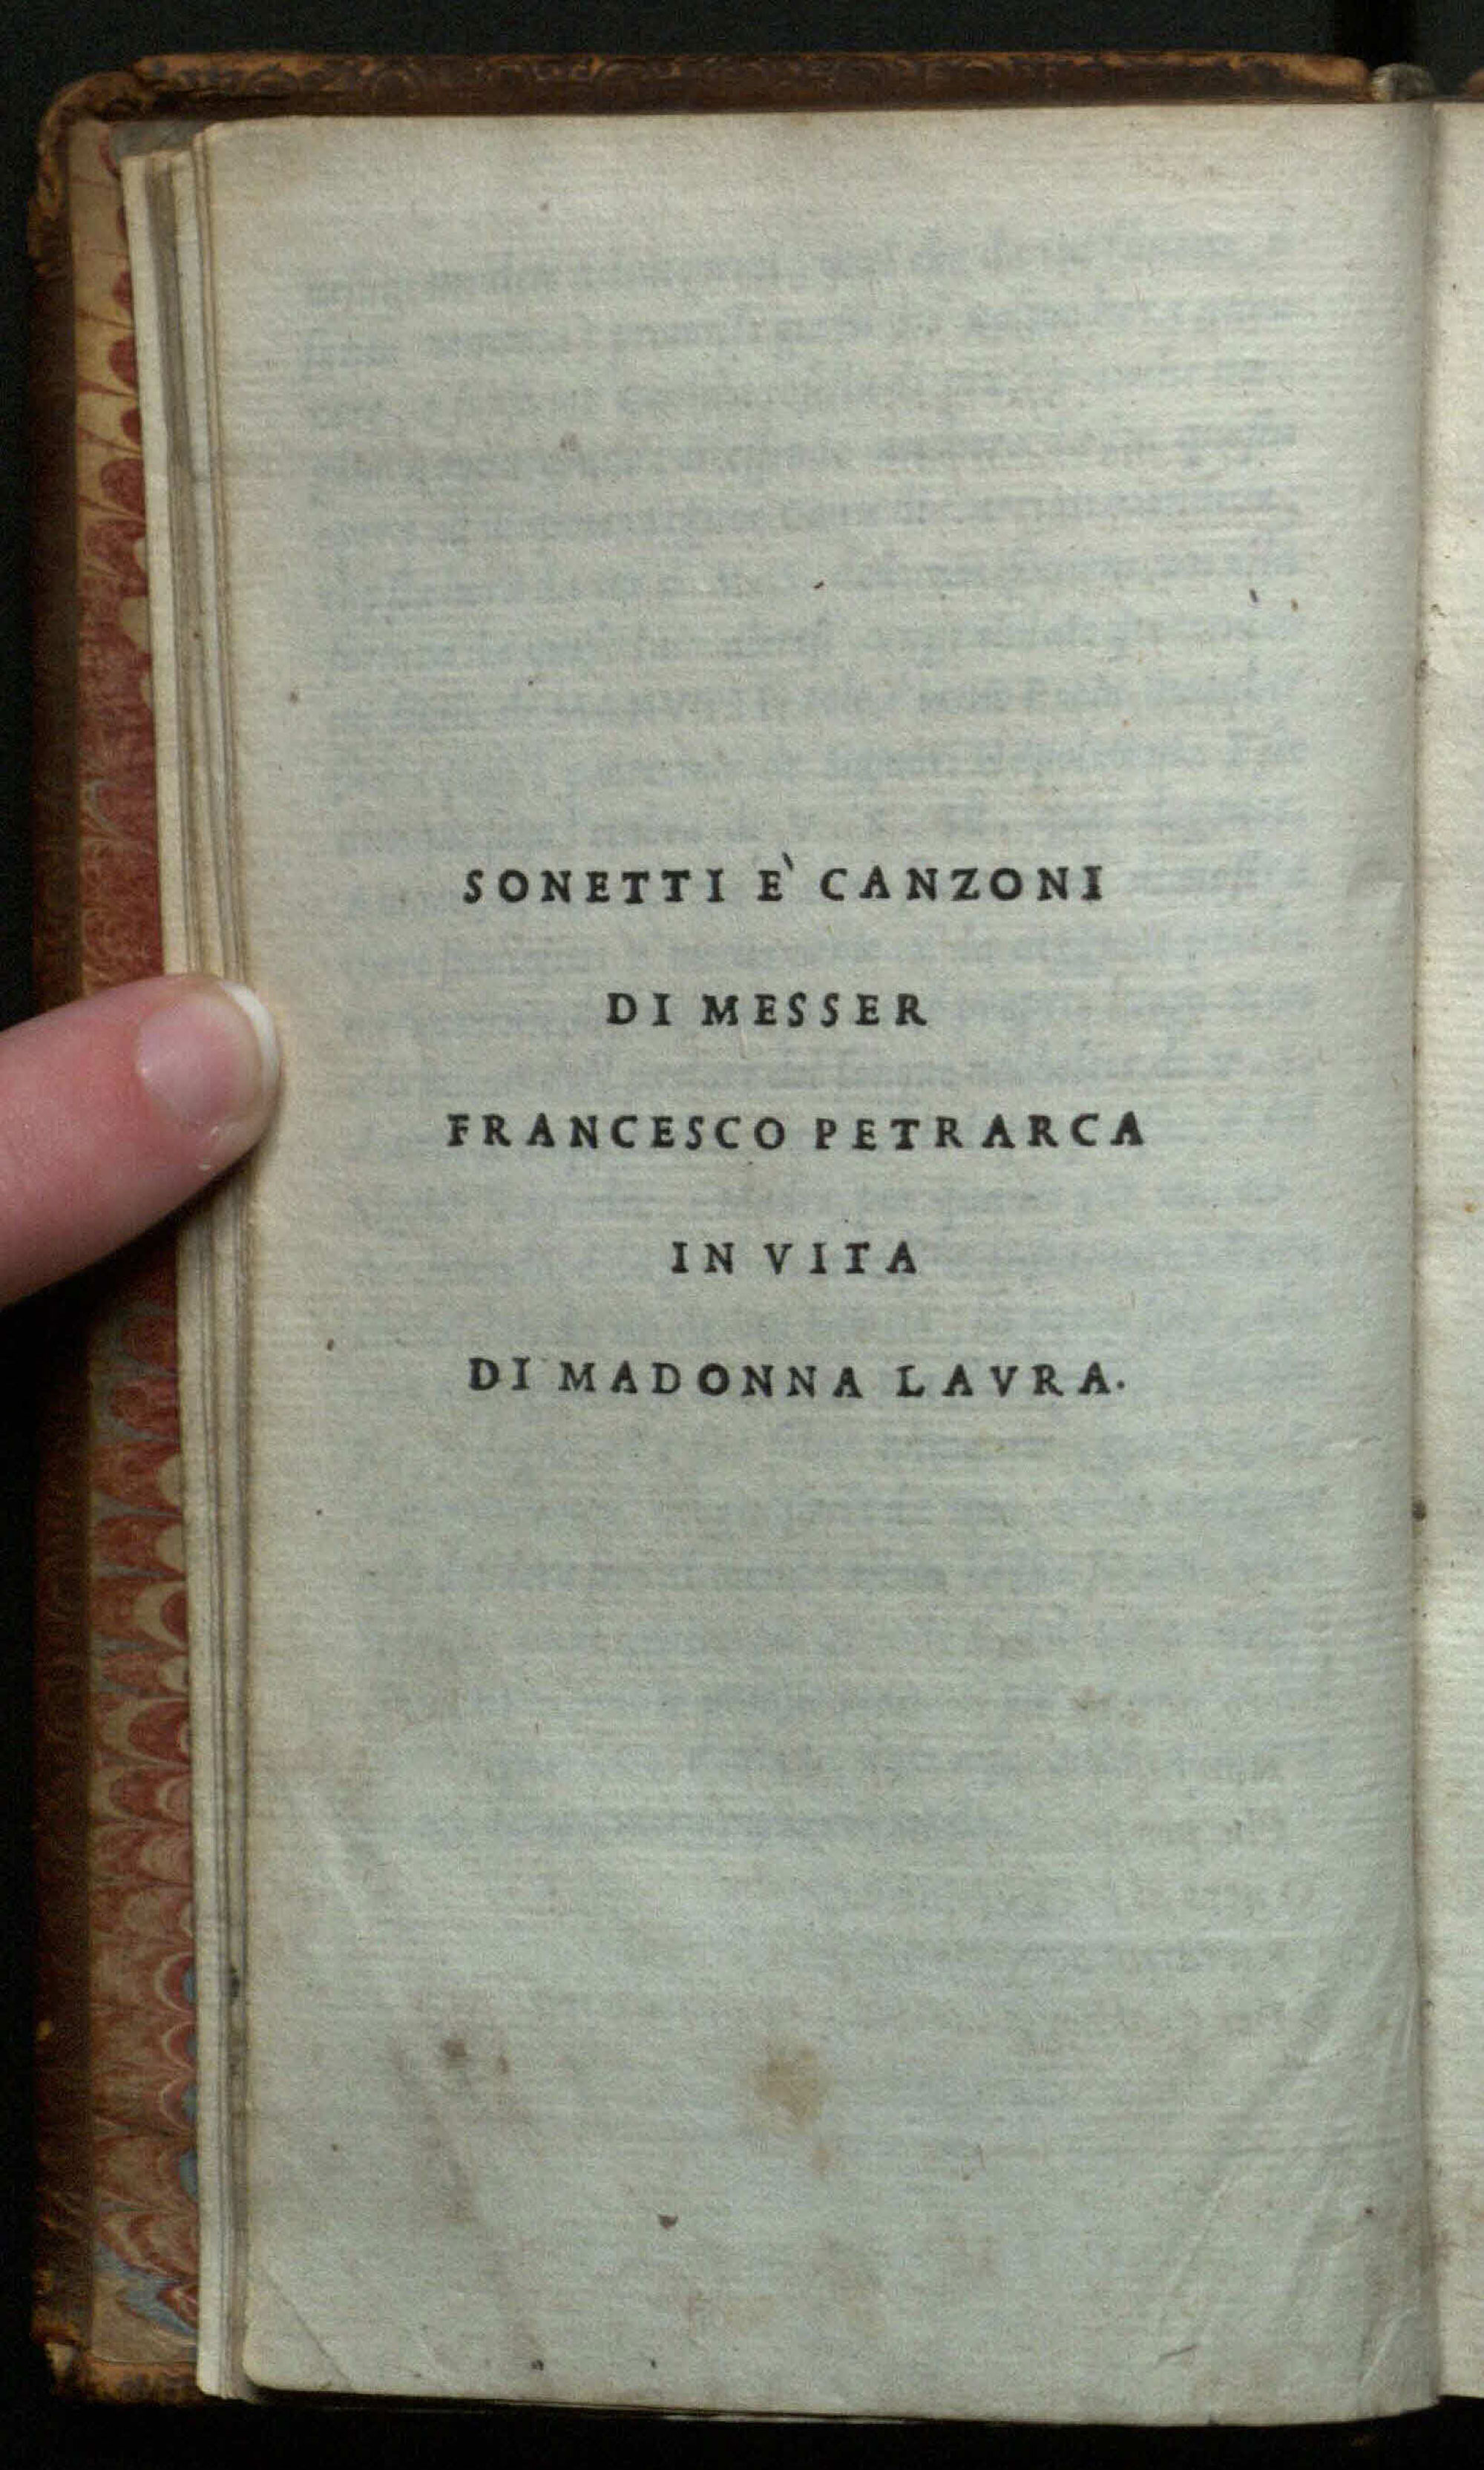 SONETTI E̓ CANZONI
DI MESSER
FRANCESCO PETRARCA
IN VITA
DI MADONNA LAVRA.